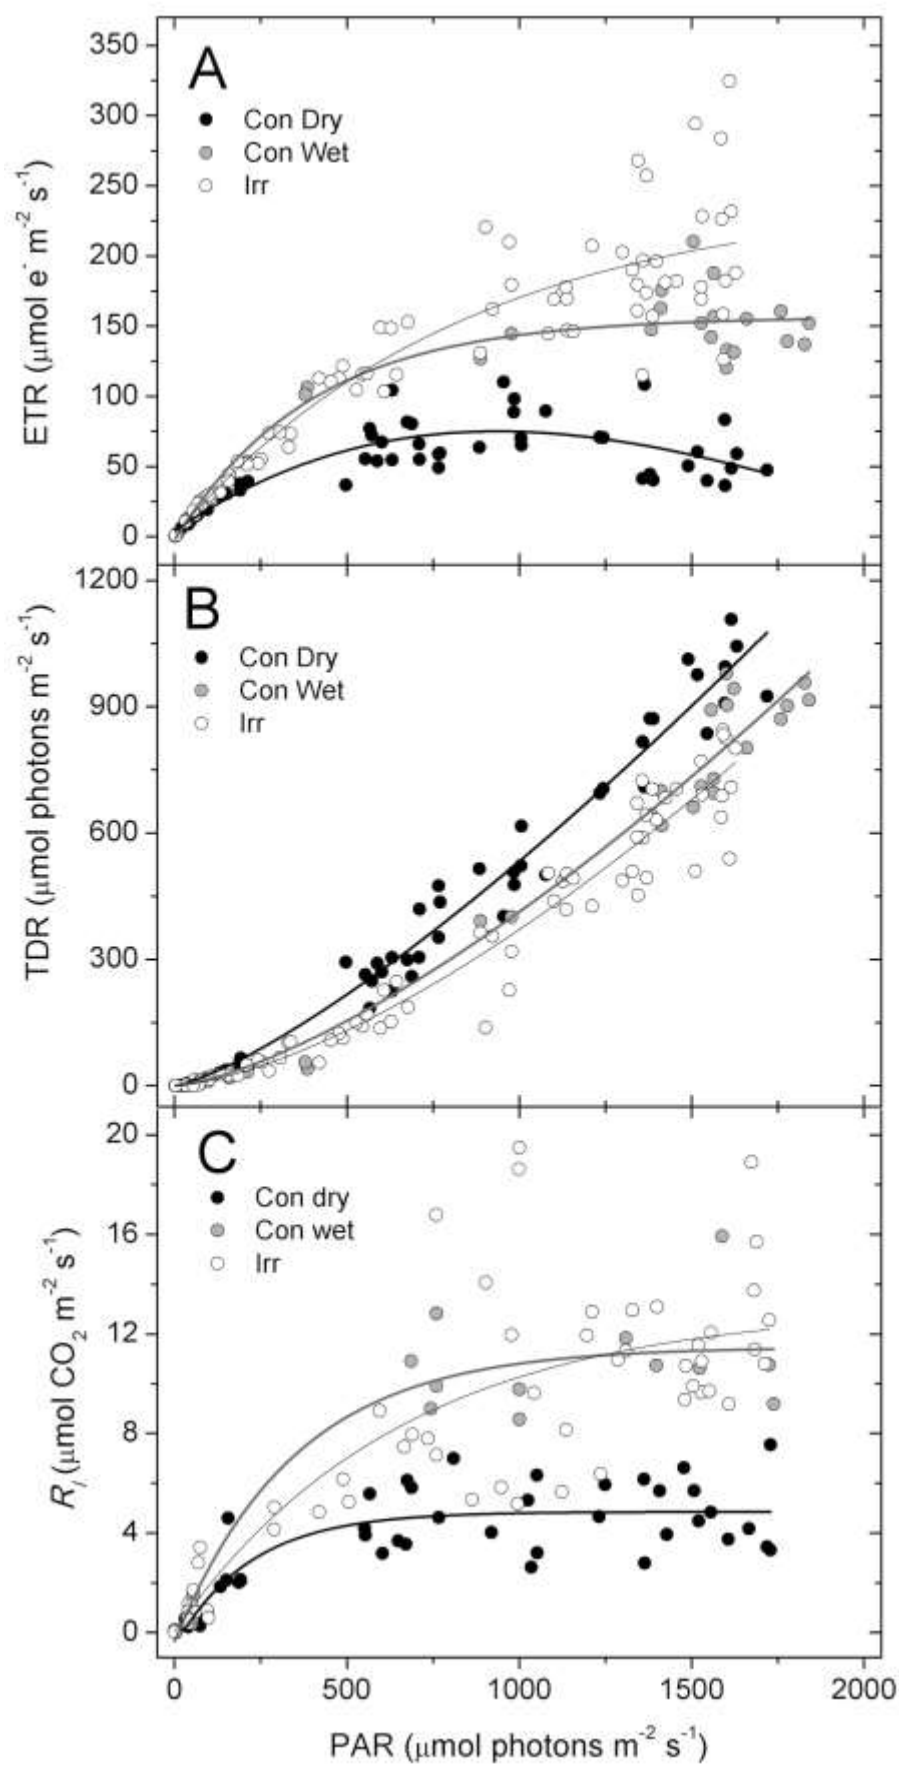 A
Con Dry
Con Wet
Irr
350
300
250
200
150
100
50
0
ETR (μmol e⁻ m⁻² s⁻¹)
B
Con Dry
Con Wet
Irr
1200
900
600
300
0
TDR (μmol photons m⁻² s⁻¹)
C
Con dry
Con wet
Irr
20
16
12
8
4
0
Rₗ (μmol CO₂ m⁻² s⁻¹)
0 500 1000 1500 2000
PAR (μmol photons m⁻² s⁻¹)